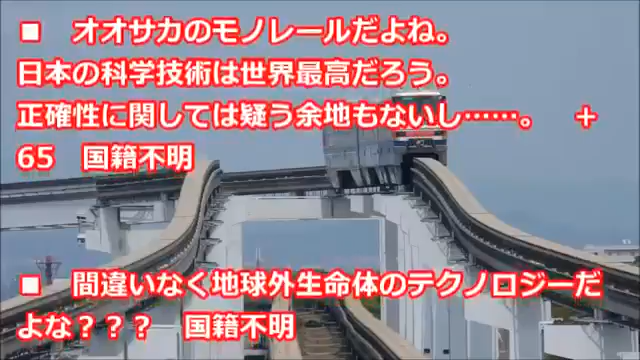 ■　オオサカのモノレールだよね。
日本の科学技術は世界最高だろう。
正確性に関しては疑う余地もないし……。　＋
65　国籍不明
■　間違いなく地球外生命体のテクノロジーだ
よな？？？　国籍不明